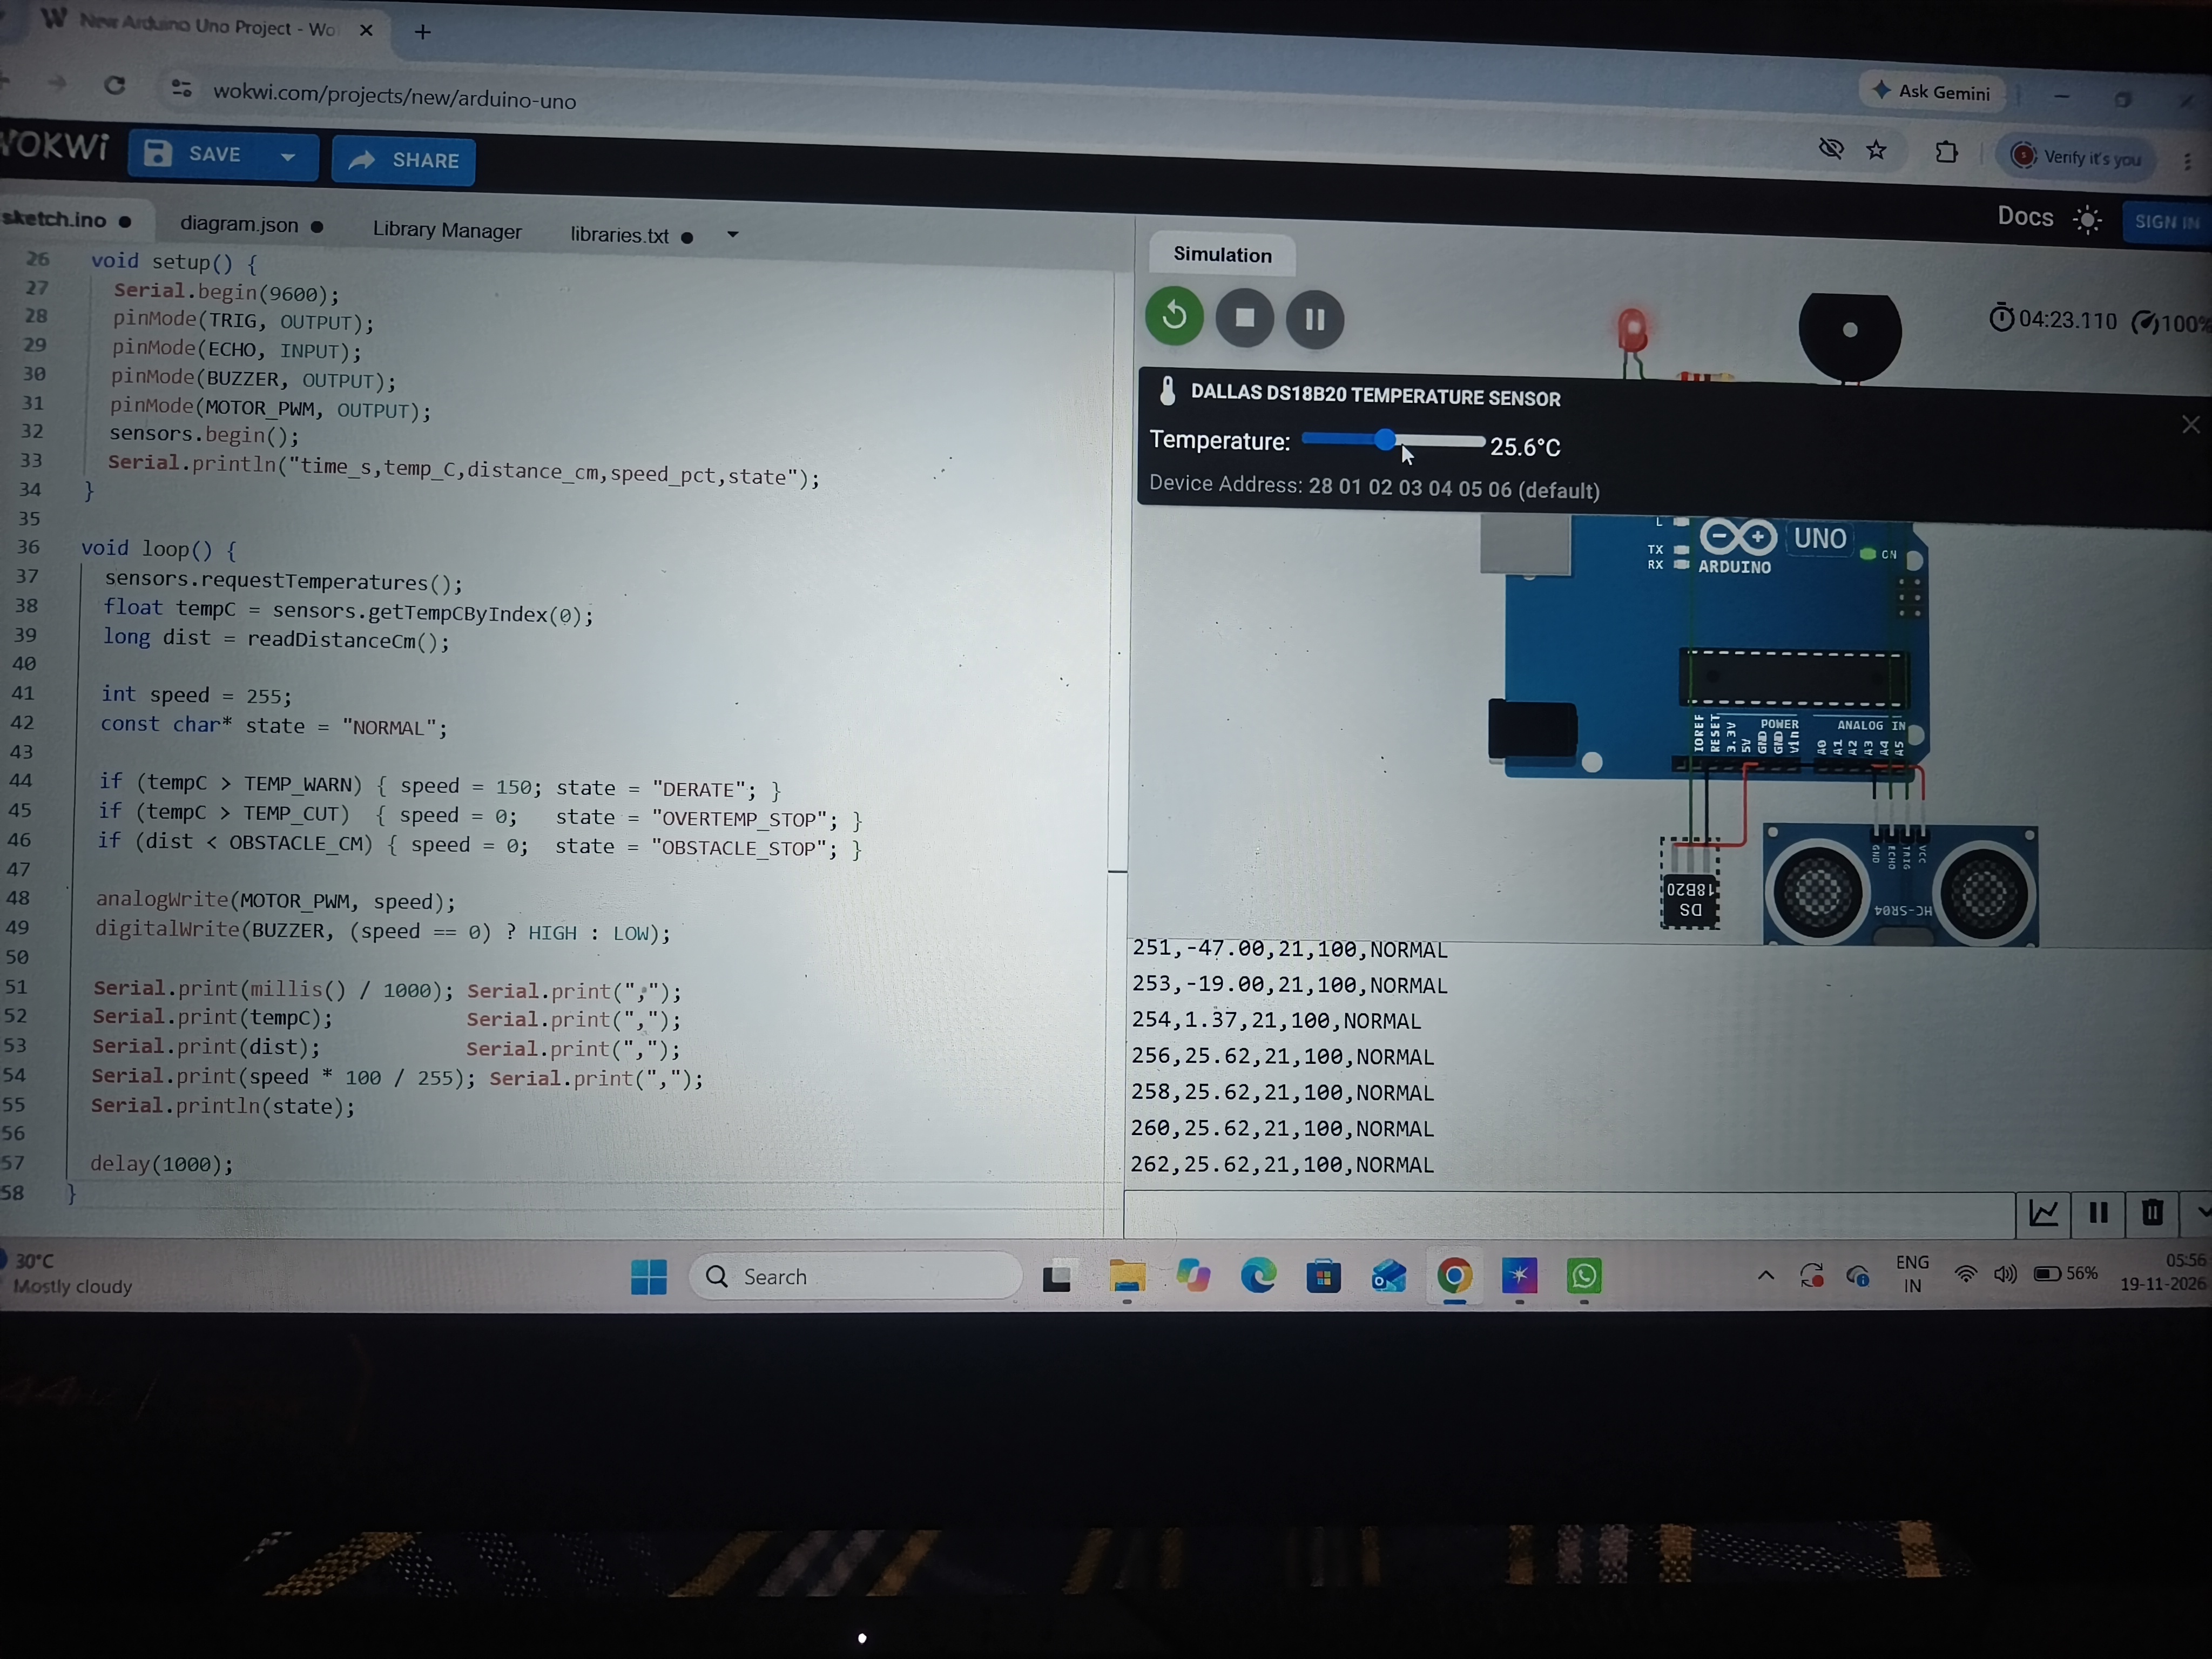 New Arduino Uno Project - Wo
wokwi.com/projects/new/arduino-uno
Ask Gemini
Verify it's you
WOKWi
SAVE
SHARE
sketch.ino
diagram.json
Library Manager
libraries.txt
Docs
SIGN IN
26 void setup() {
27 Serial.begin(9600);
28 pinMode(TRIG, OUTPUT);
29 pinMode(ECHO, INPUT);
30 pinMode(BUZZER, OUTPUT);
31 pinMode(MOTOR_PWM, OUTPUT);
32 sensors.begin();
33 Serial.println("time_s,temp_C,distance_cm,speed_pct,state");
34 }
35
36 void loop() {
37 sensors.requestTemperatures();
38 float tempC = sensors.getTempCByIndex(0);
39 long dist = readDistanceCm();
40
41 int speed = 255;
42 const char* state = "NORMAL";
43
44 if (tempC > TEMP_WARN) { speed = 150; state = "DERATE"; }
45 if (tempC > TEMP_CUT) { speed = 0; state = "OVERTEMP_STOP"; }
46 if (dist < OBSTACLE_CM) { speed = 0; state = "OBSTACLE_STOP"; }
47
48 analogWrite(MOTOR_PWM, speed);
49 digitalWrite(BUZZER, (speed == 0) ? HIGH : LOW);
50
51 Serial.print(millis() / 1000); Serial.print(",");
52 Serial.print(tempC); Serial.print(",");
53 Serial.print(dist); Serial.print(",");
54 Serial.print(speed * 100 / 255); Serial.print(",");
55 Serial.println(state);
56
57 delay(1000);
58 }
Simulation
04:23.110 100%
DALLAS DS18B20 TEMPERATURE SENSOR
Temperature: 25.6°C
Device Address: 28 01 02 03 04 05 06 (default)
L
TX
RX
UNO
ARDUINO
ON
IOREF
RESET
3.3V
5V
GND
GND
Vin
POWER
ANALOG IN
A0
A1
A2
A3
A4
A5
GND
ECHO
TRIG
VCC
HC-SR04
DS
18B20
251,-47.00,21,100,NORMAL
253,-19.00,21,100,NORMAL
254,1.37,21,100,NORMAL
256,25.62,21,100,NORMAL
258,25.62,21,100,NORMAL
260,25.62,21,100,NORMAL
262,25.62,21,100,NORMAL
30°C
Mostly cloudy
Search
ENG
IN
56%
05:56
19-11-2026